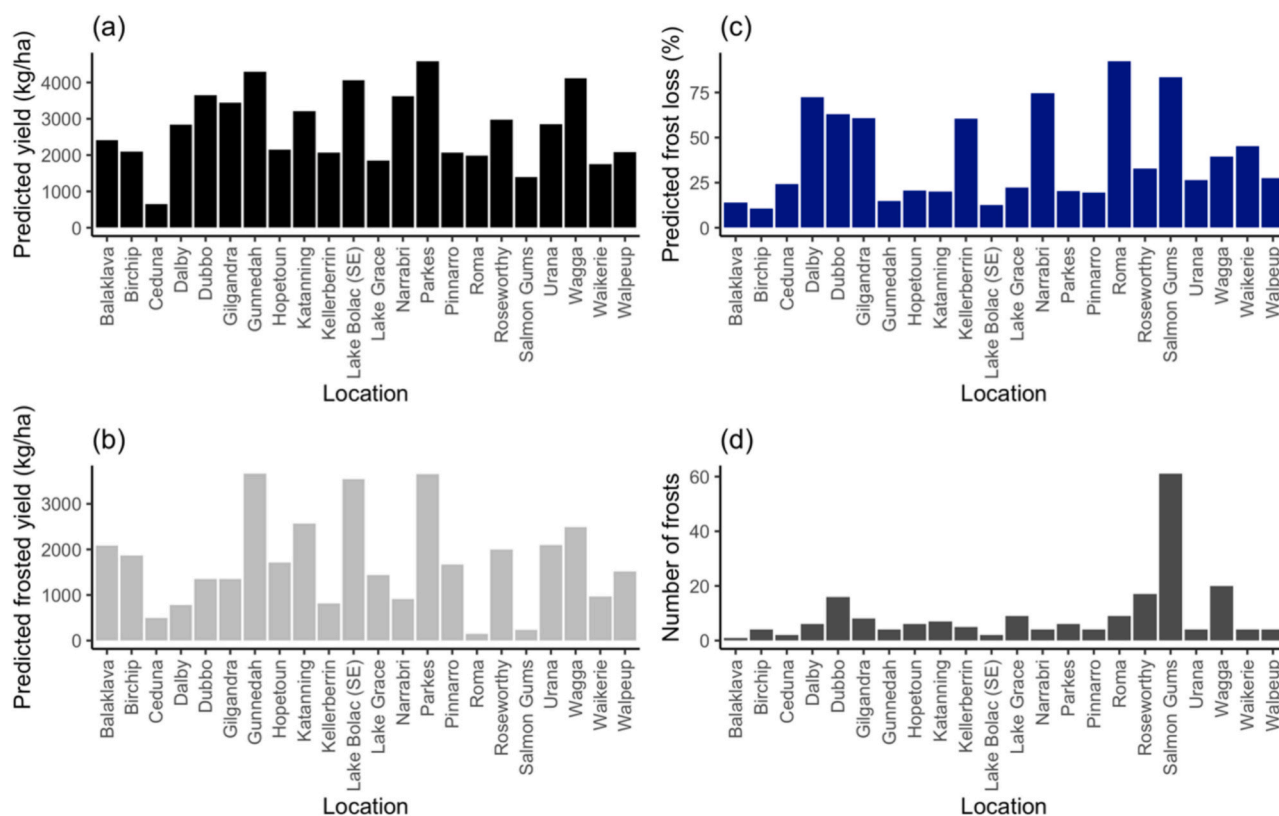 (a)
Predicted yield (kg/ha)
4000
3000
2000
1000
0
Balaklava
Birchip
Ceduna
Dalby
Dubbo
Gilgandra
Gunnedah
Hopetoun
Katanning
Kellerberrin
Lake Bolac (SE)
Lake Grace
Narrabri
Parkes
Pinnarro
Roma
Roseworthy
Salmon Gums
Urana
Wagga
Waikerie
Walpeup
Location
(c)
Predicted frost loss (%)
75
50
25
0
Balaklava
Birchip
Ceduna
Dalby
Dubbo
Gilgandra
Gunnedah
Hopetoun
Katanning
Kellerberrin
Lake Bolac (SE)
Lake Grace
Narrabri
Parkes
Pinnarro
Roma
Roseworthy
Salmon Gums
Urana
Wagga
Waikerie
Walpeup
Location
(b)
Predicted frosted yield (kg/ha)
3000
2000
1000
0
Balaklava
Birchip
Ceduna
Dalby
Dubbo
Gilgandra
Gunnedah
Hopetoun
Katanning
Kellerberrin
Lake Bolac (SE)
Lake Grace
Narrabri
Parkes
Pinnarro
Roma
Roseworthy
Salmon Gums
Urana
Wagga
Waikerie
Walpeup
Location
(d)
Number of frosts
60
40
20
0
Balaklava
Birchip
Ceduna
Dalby
Dubbo
Gilgandra
Gunnedah
Hopetoun
Katanning
Kellerberrin
Lake Bolac (SE)
Lake Grace
Narrabri
Parkes
Pinnarro
Roma
Roseworthy
Salmon Gums
Urana
Wagga
Waikerie
Walpeup
Location